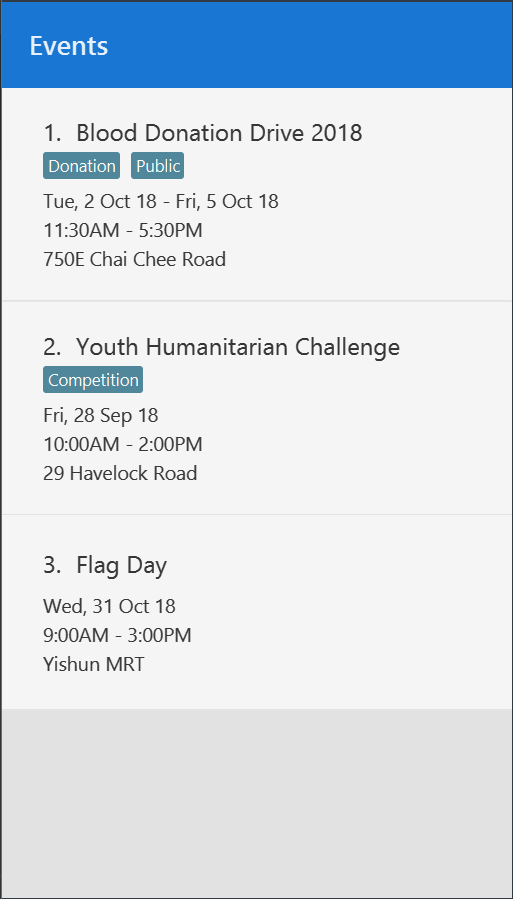 Events
1. Blood Donation Drive 2018
Donation Public
Tue, 2 Oct 18 - Fri, 5 Oct 18
11:30AM - 5:30PM
750E Chai Chee Road
2. Youth Humanitarian Challenge
Competition
Fri, 28 Sep 18
10:00AM - 2:00PM
29 Havelock Road
3. Flag Day
Wed, 31 Oct 18
9:00AM - 3:00PM
Yishun MRT